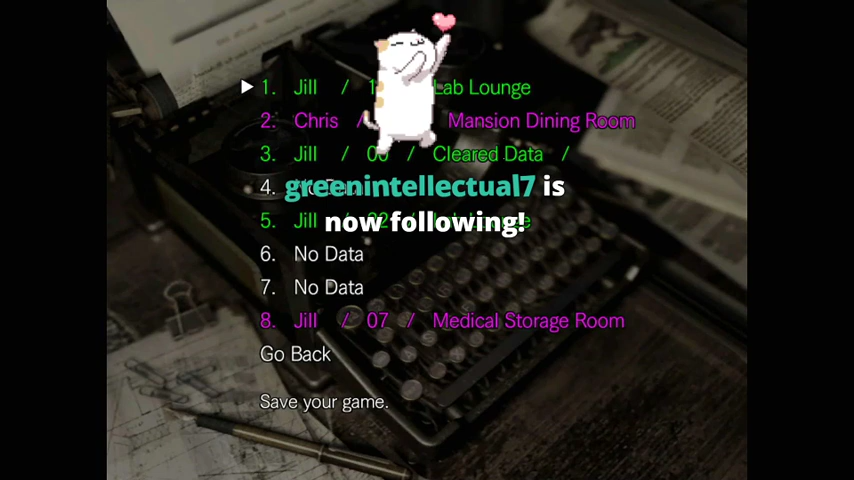 1. Jill / Lab Lounge
2. Chris / Mansion Dining Room
3. Jill / 00 / Cleared Data /
4.
greenintellectual7 is
now following!
5. Jill / 22
6. No Data
7. No Data
8. Jill / 07 / Medical Storage Room
Go Back
Save your game.